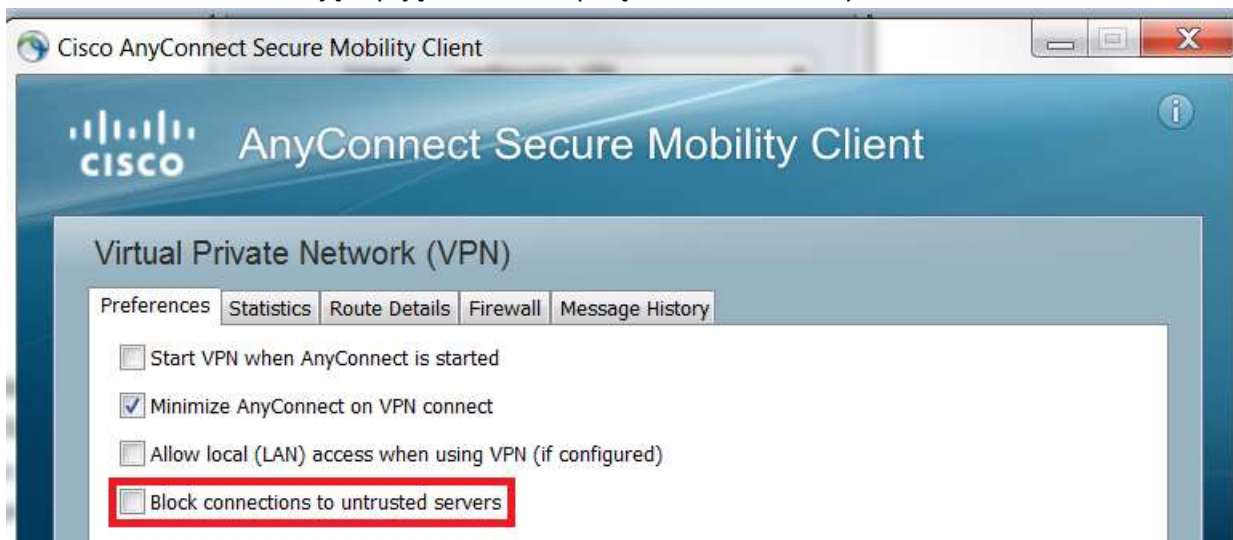 Cisco AnyConnect Secure Mobility Client
CISCO AnyConnect Secure Mobility Client
Virtual Private Network (VPN)
Preferences Statistics Route Details Firewall Message History
Start VPN when AnyConnect is started
Minimize AnyConnect on VPN connect
Allow local (LAN) access when using VPN (if configured)
Block connections to untrusted servers